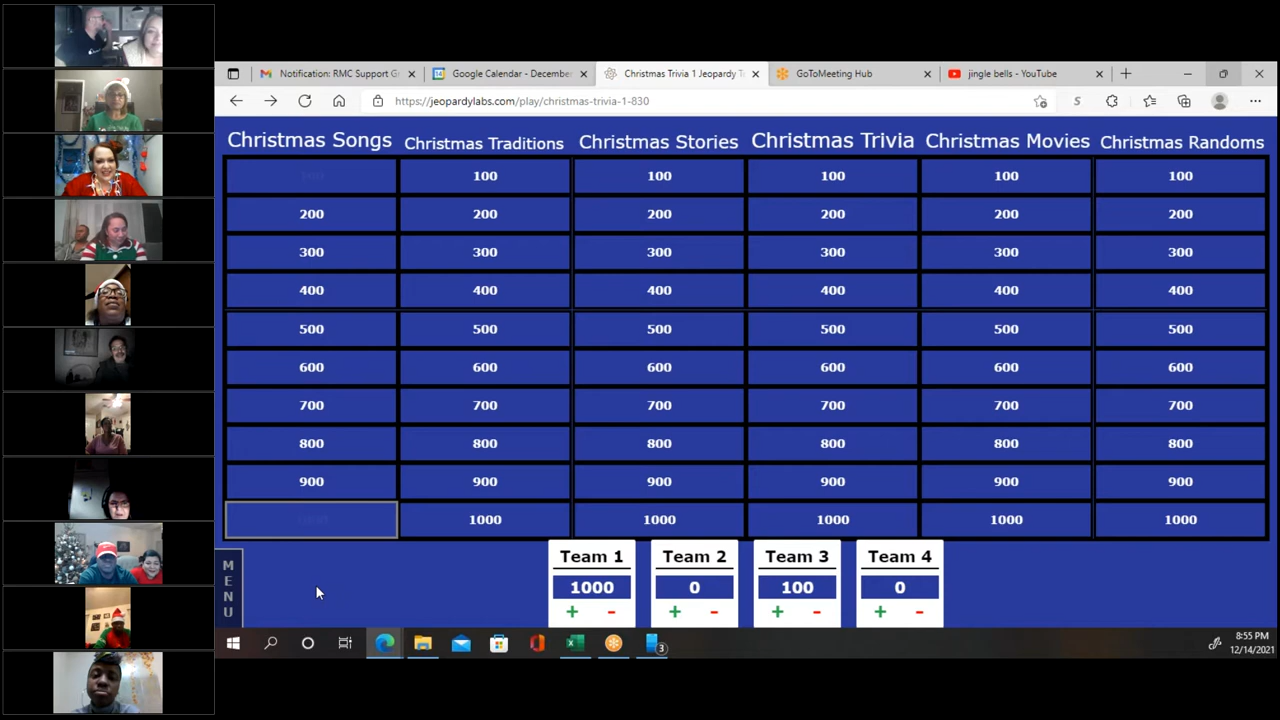 Notification: RMC Support Gr
Google Calendar - December
Christmas Trivia 1 Jeopardy T
GoToMeeting Hub
jingle bells - YouTube
https://jeopardylabs.com/play/christmas-trivia-1-830
Christmas Songs Christmas Traditions Christmas Stories Christmas Trivia Christmas Movies Christmas Randoms
100 100 100 100 100
200 200 200 200 200 200
300 300 300 300 300 300
400 400 400 400 400 400
500 500 500 500 500 500
600 600 600 600 600 600
700 700 700 700 700 700
800 800 800 800 800 800
900 900 900 900 900 900
1000 1000 1000 1000 1000
MENU
Team 1 Team 2 Team 3 Team 4
1000 0 100 0
+ - + - + - + -
3
8:55 PM
12/14/2021